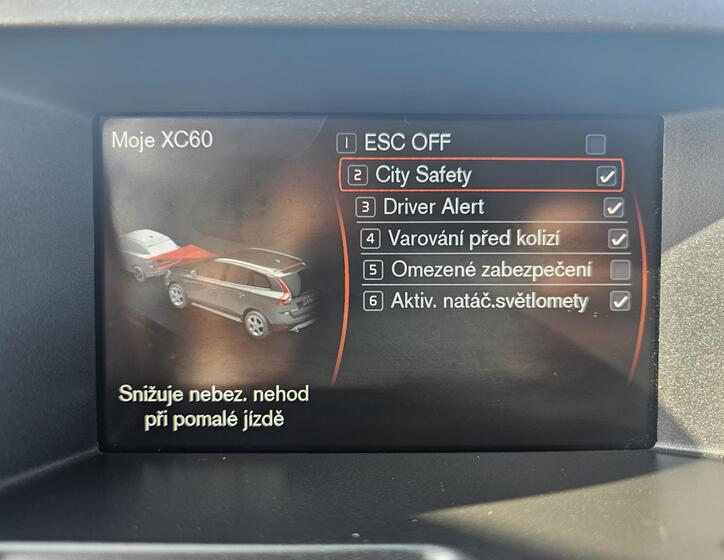 Moje XC60
1 ESC OFF
2 City Safety
3 Driver Alert
4 Varování před kolizí
5 Omezené zabezpečení
6 Aktiv. natáč.světlomety
Snižuje nebez. nehod
při pomalé jízdě